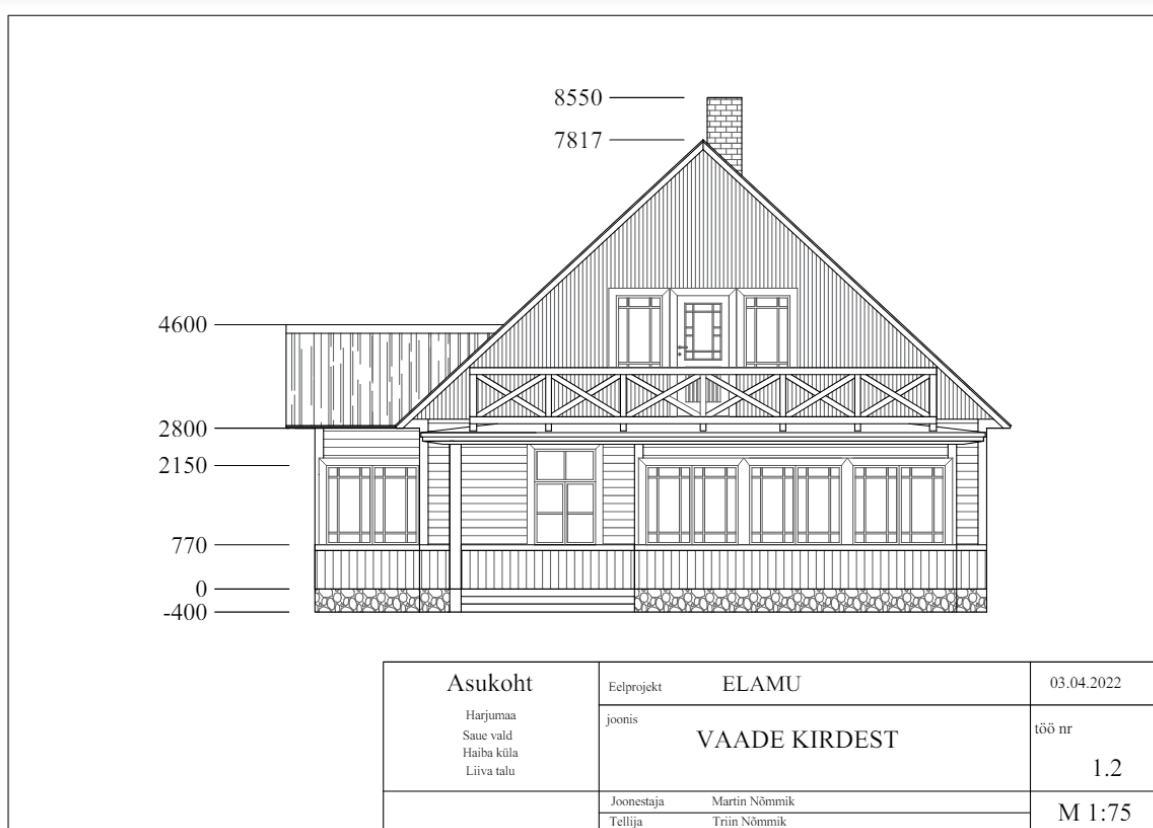 8550
7817
4600
2800
2150
770
0
-400
Asukoht
Harjumaa
Saue vald
Haiba küla
Liiva talu
Eelprojekt ELAMU
03.04.2022
joonis
VAADE KIRDEST
töö nr
1.2
Joonestaja Martin Nõmmik
Tellija Triin Nõmmik
M 1:75